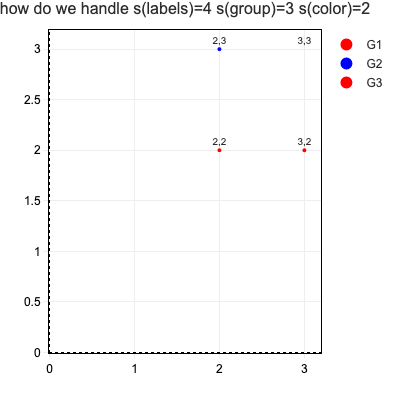 how do we handle s(labels)=4 s(group)=3 s(color)=2
2,3
3,3
2,2
3,2
G1
G2
G3
3
2.5
2
1.5
1
0.5
0
0 1 2 3